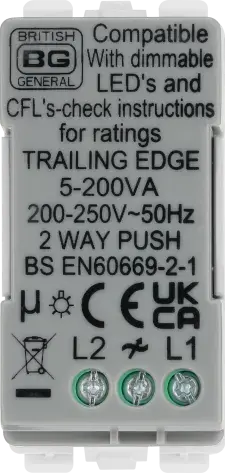 BRITISH
BG
GENERAL
Compatible
With dimmable
LED's and
CFL's-check instructions
for ratings
TRAILING EDGE
5-200VA
200-250V~50Hz
2 WAY PUSH
BS EN60669-2-1
μ CE UK
CA
L2 L1